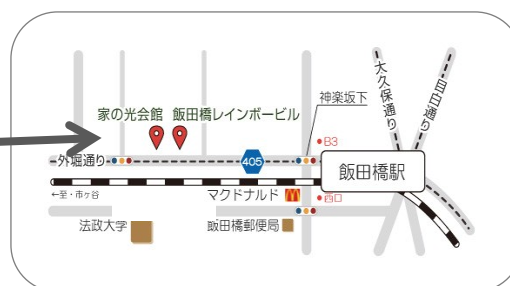 大久保通り
目白通り
神楽坂下
家の光会館
飯田橋レインボービル
B3
外堀通り
405
飯田橋駅
←至・市ヶ谷
マクドナルド
西口
法政大学
飯田橋郵便局